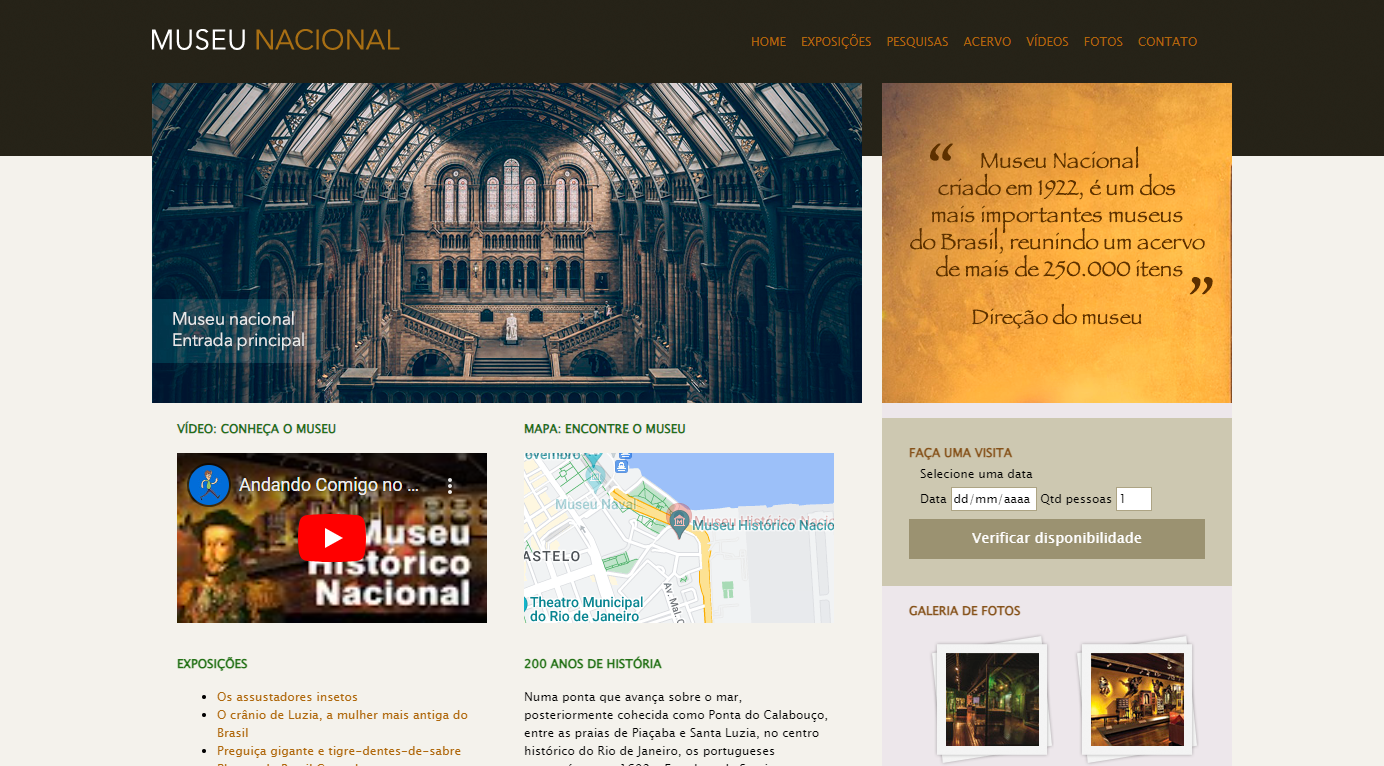 MUSEU NACIONAL
HOME EXPOSIÇÕES PESQUISAS ACERVO VÍDEOS FOTOS CONTATO
Museu nacional
Entrada principal
“ Museu Nacional
criado em 1922, é um dos
mais importantes museus
do Brasil, reunindo um acervo
de mais de 250.000 itens ”
Direção do museu
VÍDEO: CONHEÇA O MUSEU
Andando Comigo no ...
Museu
Histórico
Nacional
MAPA: ENCONTRE O MUSEU
ovembro
Museu Naval
Museu Histórico Nacio
ASTELO
Av. Mal. C
Theatro Municipal
do Rio de Janeiro
FAÇA UMA VISITA
Selecione uma data
Data dd/mm/aaaa Qtd pessoas 1
Verificar disponibilidade
GALERIA DE FOTOS
EXPOSIÇÕES
Os assustadores insetos
O crânio de Luzia, a mulher mais antiga do
Brasil
Preguiça gigante e tigre-dentes-de-sabre
200 ANOS DE HISTÓRIA
Numa ponta que avança sobre o mar,
posteriormente cohecida como Ponta do Calabouço,
entre as praias de Piaçaba e Santa Luzia, no centro
histórico do Rio de Janeiro, os portugueses